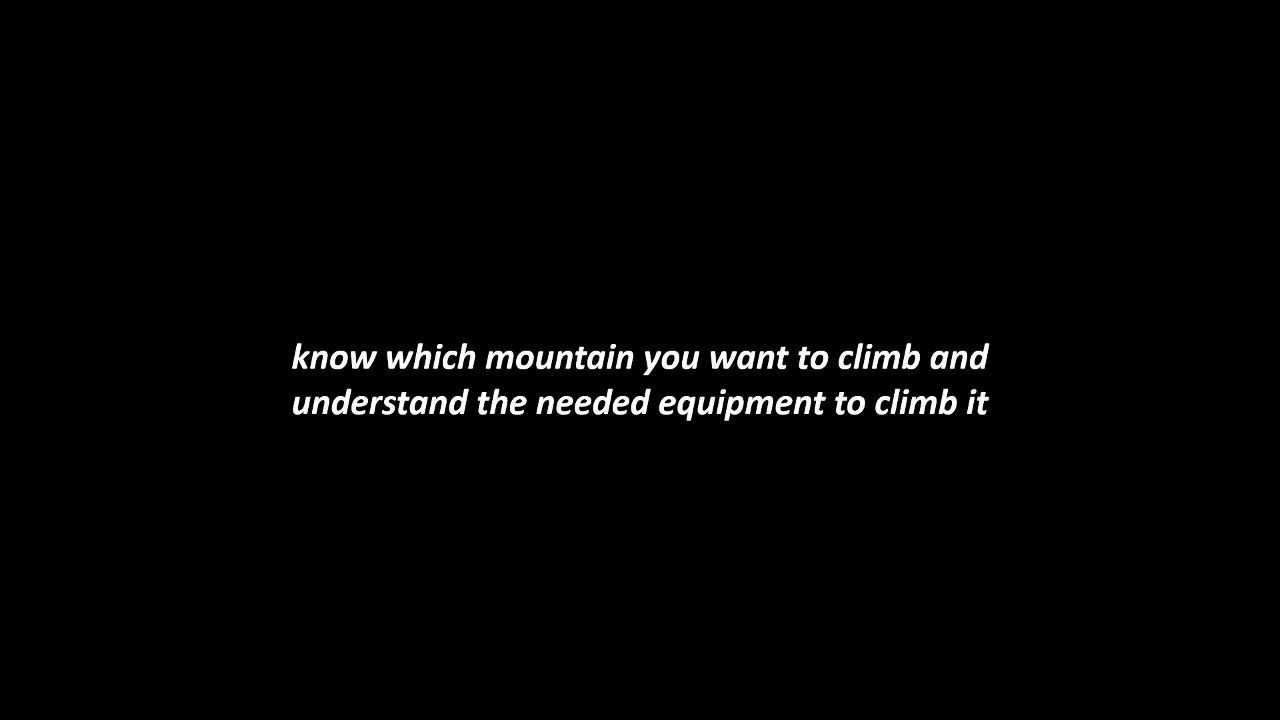 know which mountain you want to climb and
understand the needed equipment to climb it